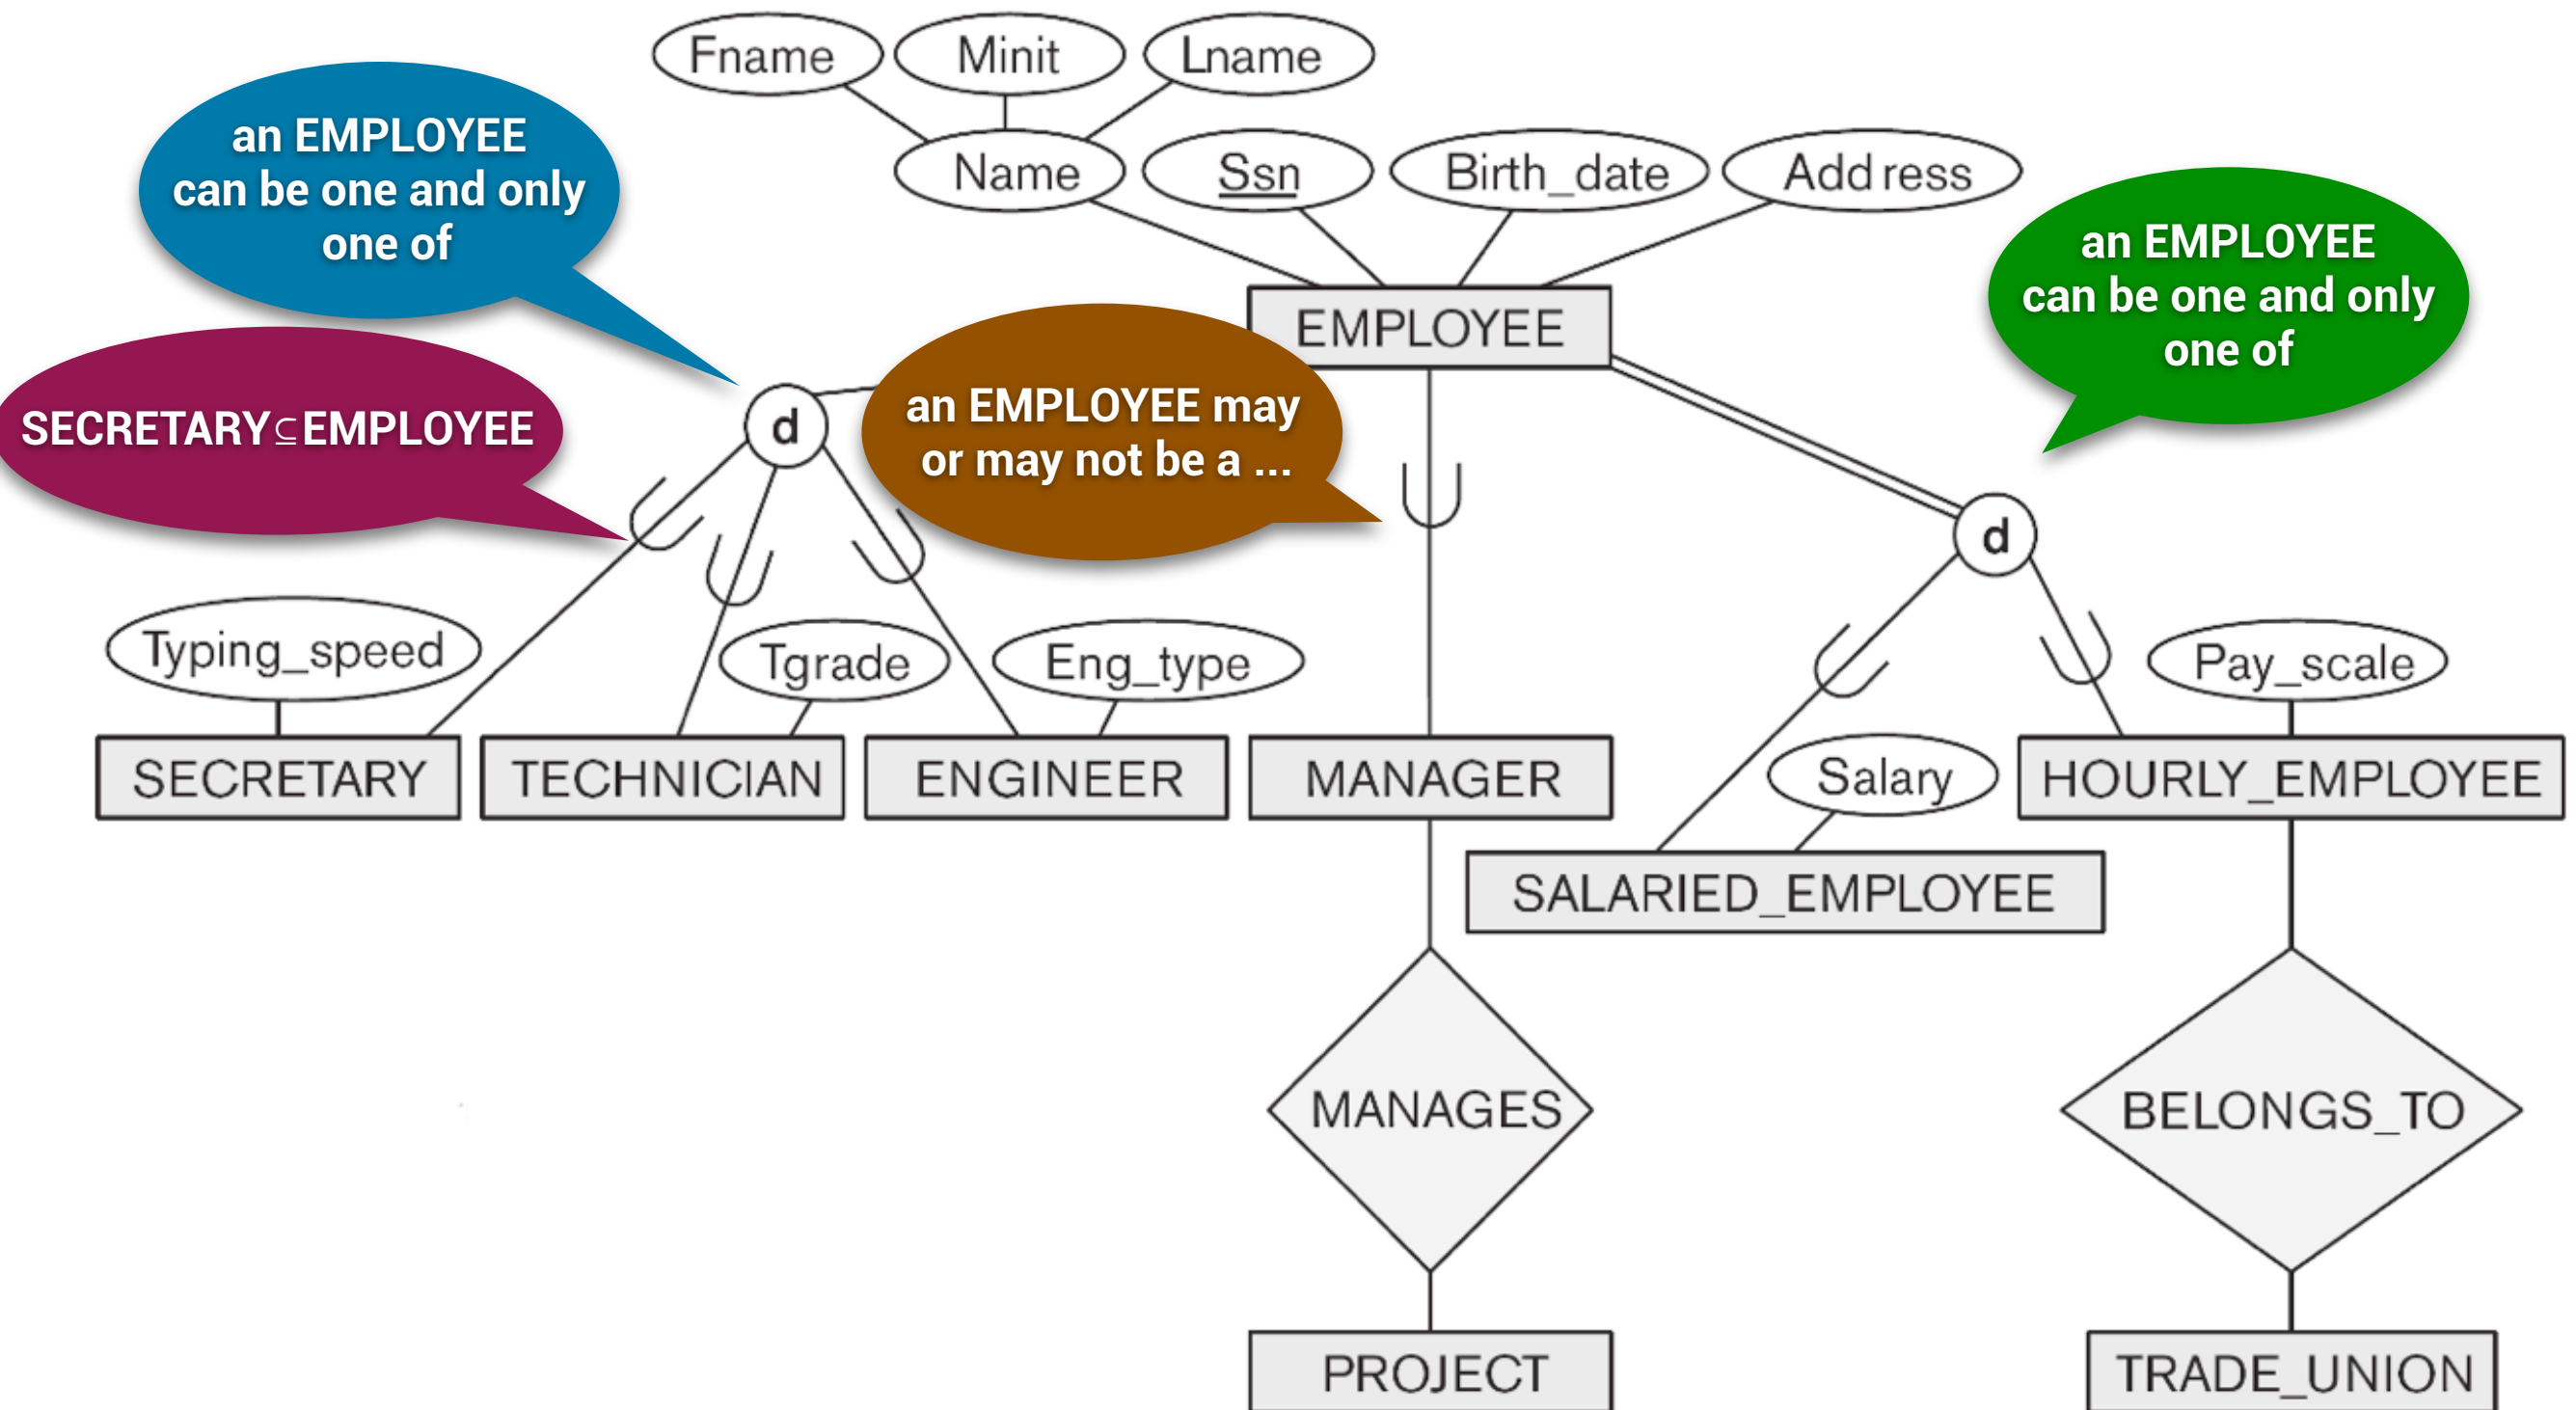 Fname
Minit
Lname
an EMPLOYEE
can be one and only
one of
Name
Ssn
Birth_date
Address
an EMPLOYEE
can be one and only
one of
EMPLOYEE
SECRETARY⊆EMPLOYEE
d
an EMPLOYEE may
or may not be a ...
d
Typing_speed
Tgrade
Eng_type
Pay_scale
SECRETARY
TECHNICIAN
ENGINEER
MANAGER
Salary
HOURLY_EMPLOYEE
SALARIED_EMPLOYEE
MANAGES
BELONGS_TO
PROJECT
TRADE_UNION